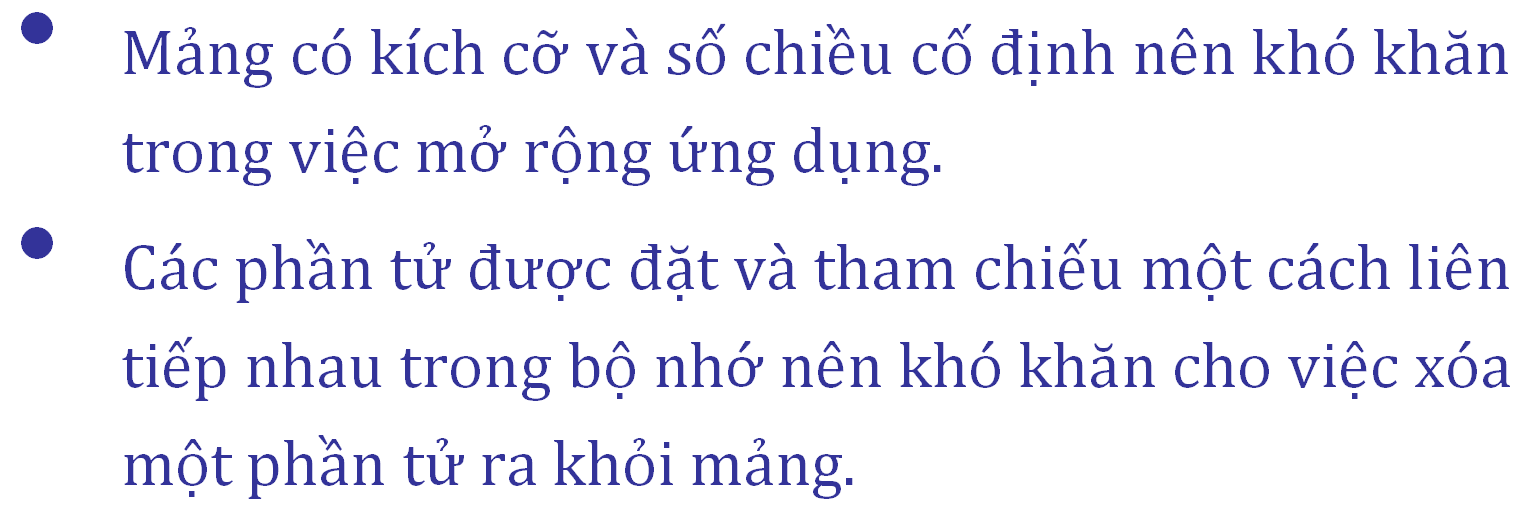 • Mảng có kích cỡ và số chiều cố định nên khó khăn
trong việc mở rộng ứng dụng.
• Các phần tử được đặt và tham chiếu một cách liên
tiếp nhau trong bộ nhớ nên khó khăn cho việc xóa
một phần tử ra khỏi mảng.